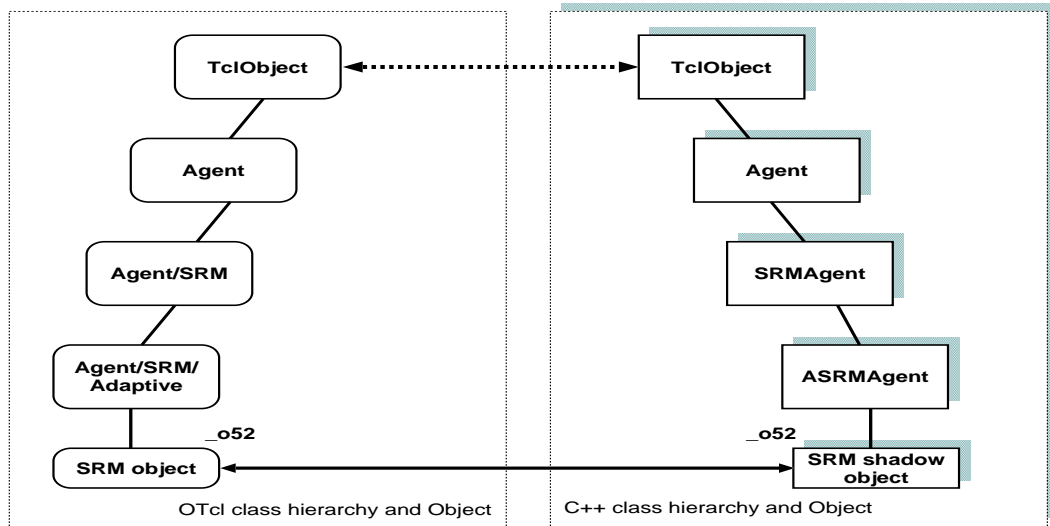 TclObject
Agent
Agent/SRM
Agent/SRM/
Adaptive
_o52
SRM object
OTcl class hierarchy and Object
TclObject
Agent
SRMAgent
ASRMAgent
_o52
SRM shadow
object
C++ class hierarchy and Object